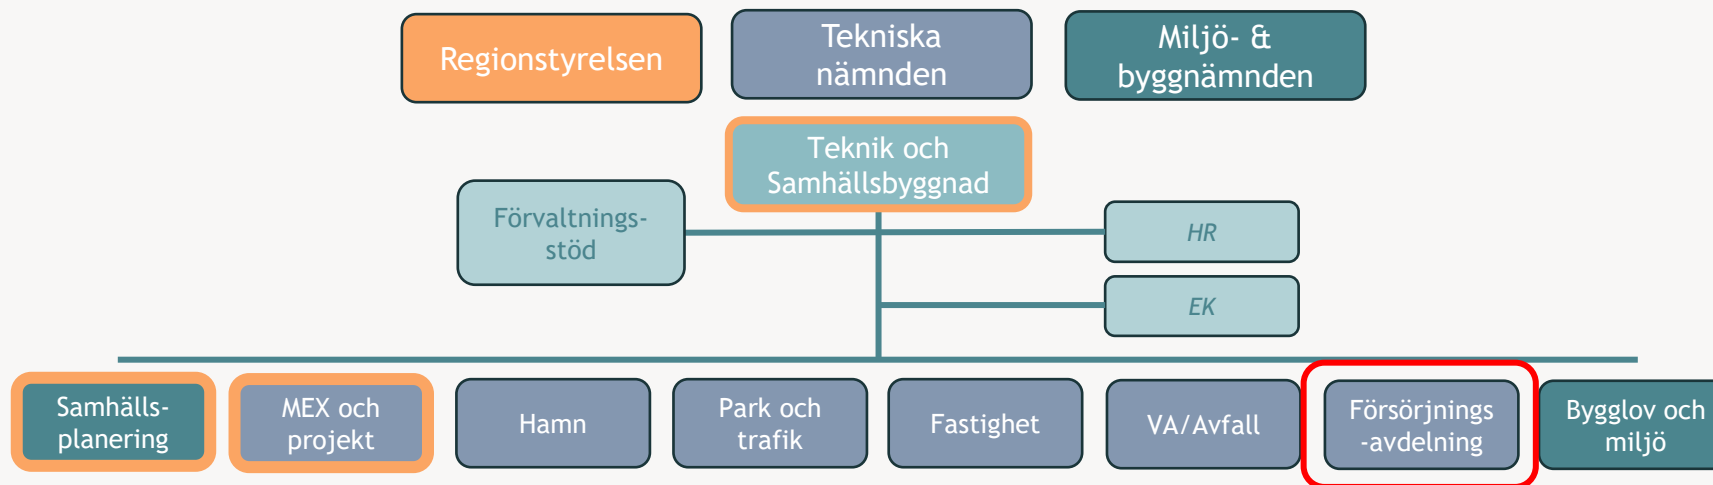 Regionstyrelsen
Tekniska
nämnden
Miljö- &
byggnämnden
Teknik och
Samhällsbyggnad
Förvaltnings-
stöd
HR
EK
Samhälls-
planering
MEX och
projekt
Hamn
Park och
trafik
Fastighet
VA/Avfall
Försörjnings
-avdelning
Bygglov och
miljö